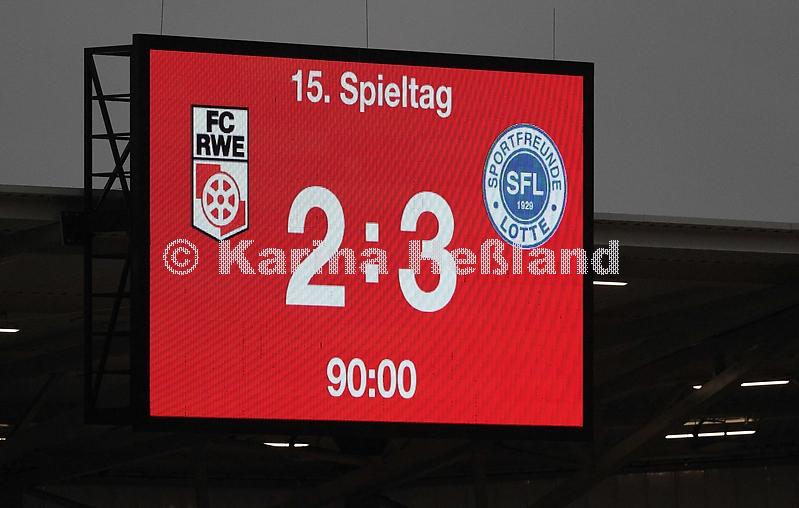 15. Spieltag
FC
RWE
SPORTFREUNDE
SFL
1929
LOTTE
2:3
© Karina Heßland
90:00